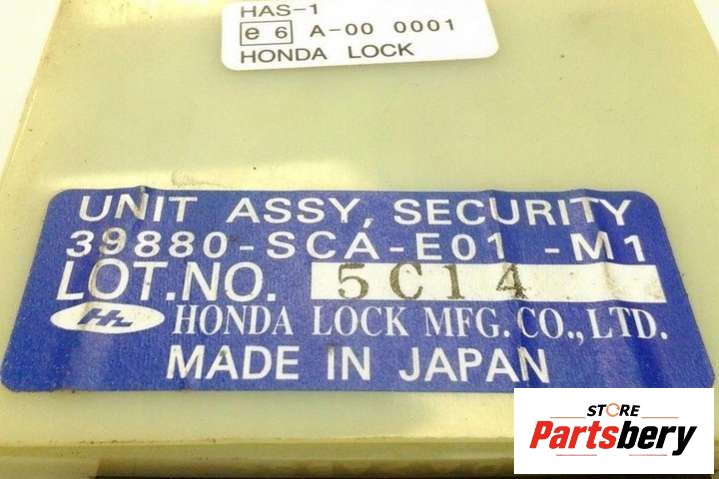 HAS-1
e 6 A-00 0001
HONDA LOCK
UNIT ASSY, SECURITY
39880-SCA-E01 -M1
LOT.NO. 5C14
HL HONDA LOCK MFG. CO., LTD.
MADE IN JAPAN
STORE
Partsbery